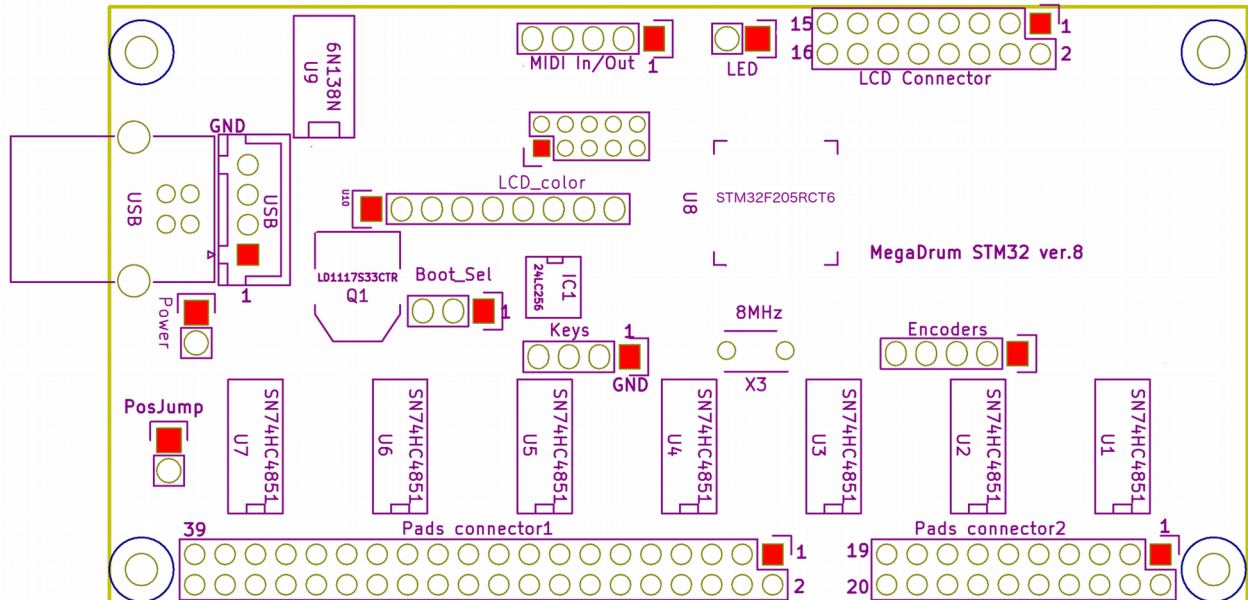 6N138N
U9
MIDI In/Out
1
LED
15
1
16
2
LCD Connector
GND
USB
USB
1
LCD_color
U10
U8
STM32F205RCT6
MegaDrum STM32 ver.8
LD1117S33CTR
Q1
Boot_Sel
1
24LC256
IC1
Power
Keys
1
GND
8MHz
X3
Encoders
PosJump
SN74HC4851
U7
SN74HC4851
U6
SN74HC4851
U5
SN74HC4851
U4
SN74HC4851
U3
SN74HC4851
U2
SN74HC4851
U1
39
Pads connector1
1
2
Pads connector2
1
19
20